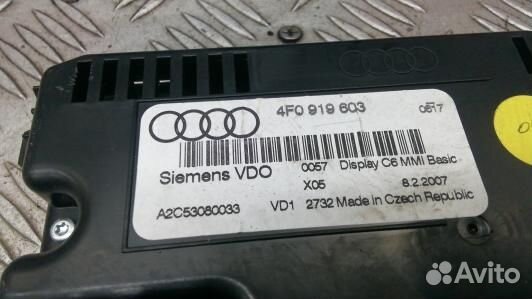 4F0 919 603
0517
Siemens VDO
0057 Display C6 MMI Basic
X05 8.2.2007
A2C53080033 VD1 2732 Made in Czech Republic
Avito